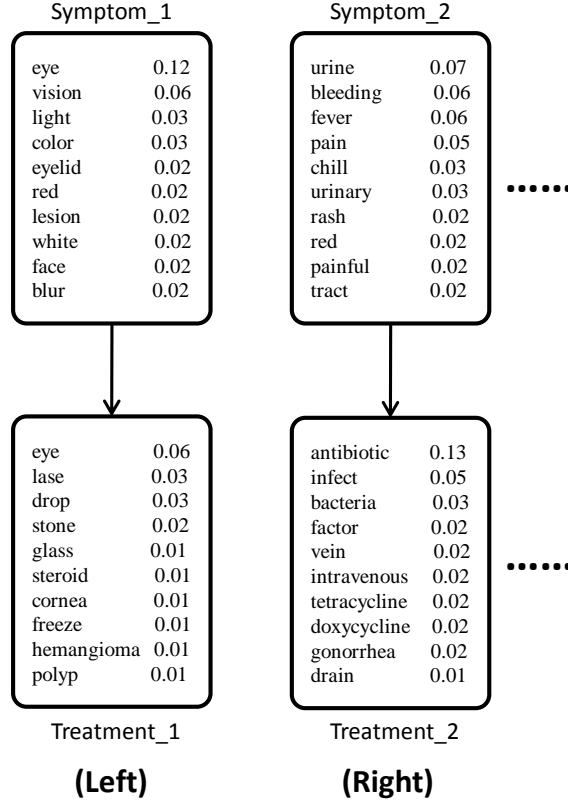 Symptom_1
eye 0.12
vision 0.06
light 0.03
color 0.03
eyelid 0.02
red 0.02
lesion 0.02
white 0.02
face 0.02
blur 0.02
eye 0.06
lase 0.03
drop 0.03
stone 0.02
glass 0.01
steroid 0.01
cornea 0.01
freeze 0.01
hemangioma 0.01
polyp 0.01
Treatment_1
(Left)
Symptom_2
urine 0.07
bleeding 0.06
fever 0.06
pain 0.05
chill 0.03
urinary 0.03
rash 0.02
red 0.02
painful 0.02
tract 0.02
antibiotic 0.13
infect 0.05
bacteria 0.03
factor 0.02
vein 0.02
intravenous 0.02
tetracycline 0.02
doxycycline 0.02
gonorrhea 0.02
drain 0.01
Treatment_2
(Right)
......
......